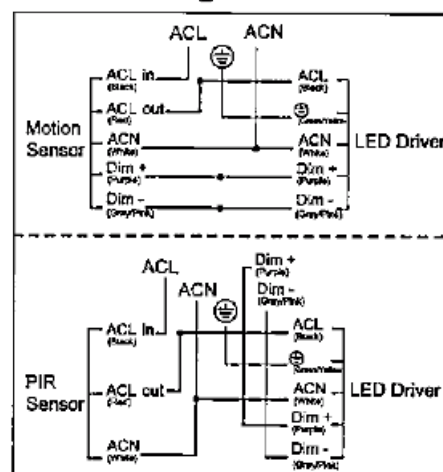 ACL ACN
ACL in ACL
(Black) (Black)
ACL out
(Red) (Green/Yellow)
Motion Sensor
ACN ACN LED Driver
(White) (White)
Dim + Dim +
(Purple) (Purple)
Dim - Dim -
(Gray/Pink) (Gray/Pink)
Dim +
(Purple)
ACL
Dim -
(Gray/Pink)
ACN
ACL in ACL
(Black) (Black)
(Green/Yellow)
PIR Sensor
ACL out ACN LED Driver
(Red) (White)
Dim +
(Purple)
ACN
(White)
Dim -
(Gray/Pink)